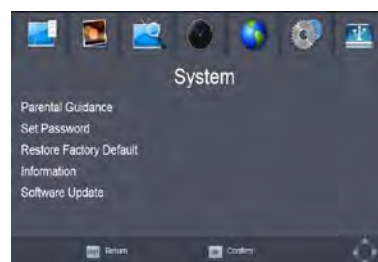 System
Parental Guidance
Set Password
Restore Factory Default
Information
Software Update
Return Confirm